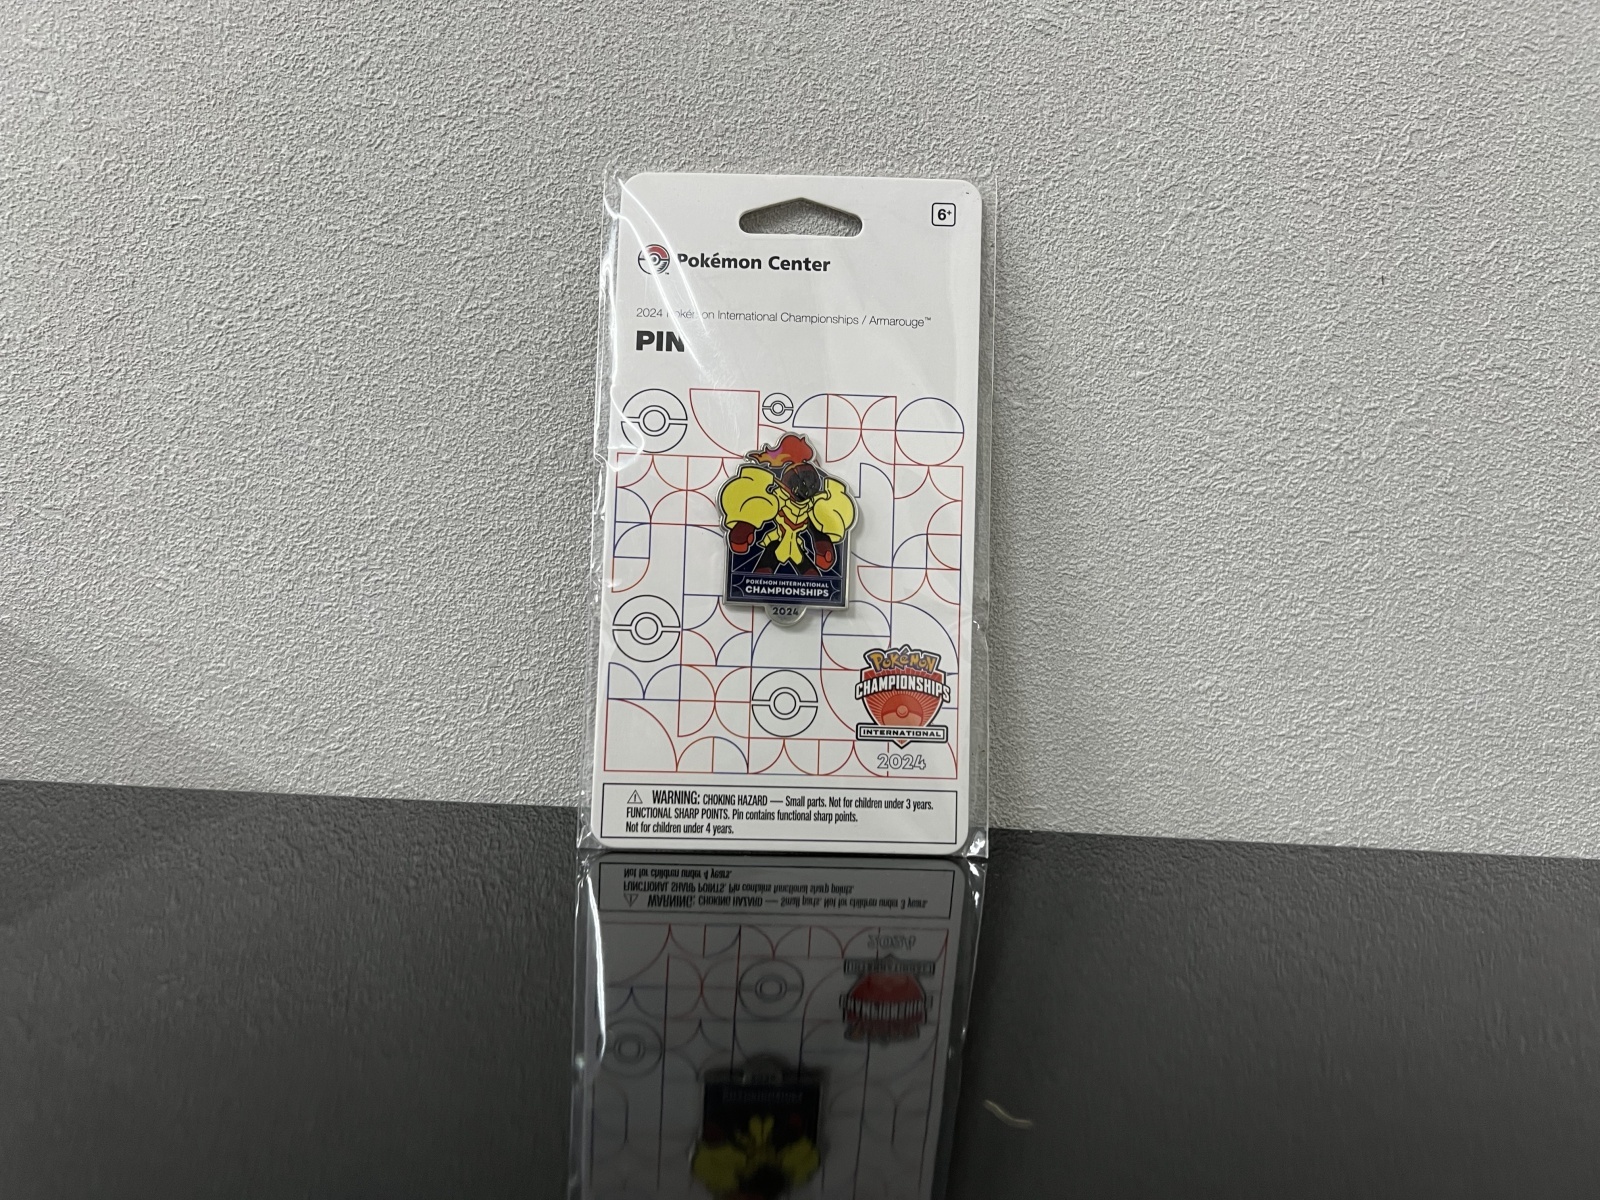 6+
Pokémon Center
2024 Pokémon International Championships / Armarouge™
PIN
POKÉMON INTERNATIONAL
CHAMPIONSHIPS
2024
POKéMON
CHAMPIONSHIPS
INTERNATIONAL
2024
⚠ WARNING: CHOKING HAZARD — Small parts. Not for children under 3 years.
FUNCTIONAL SHARP POINTS. Pin contains functional sharp points.
Not for children under 4 years.